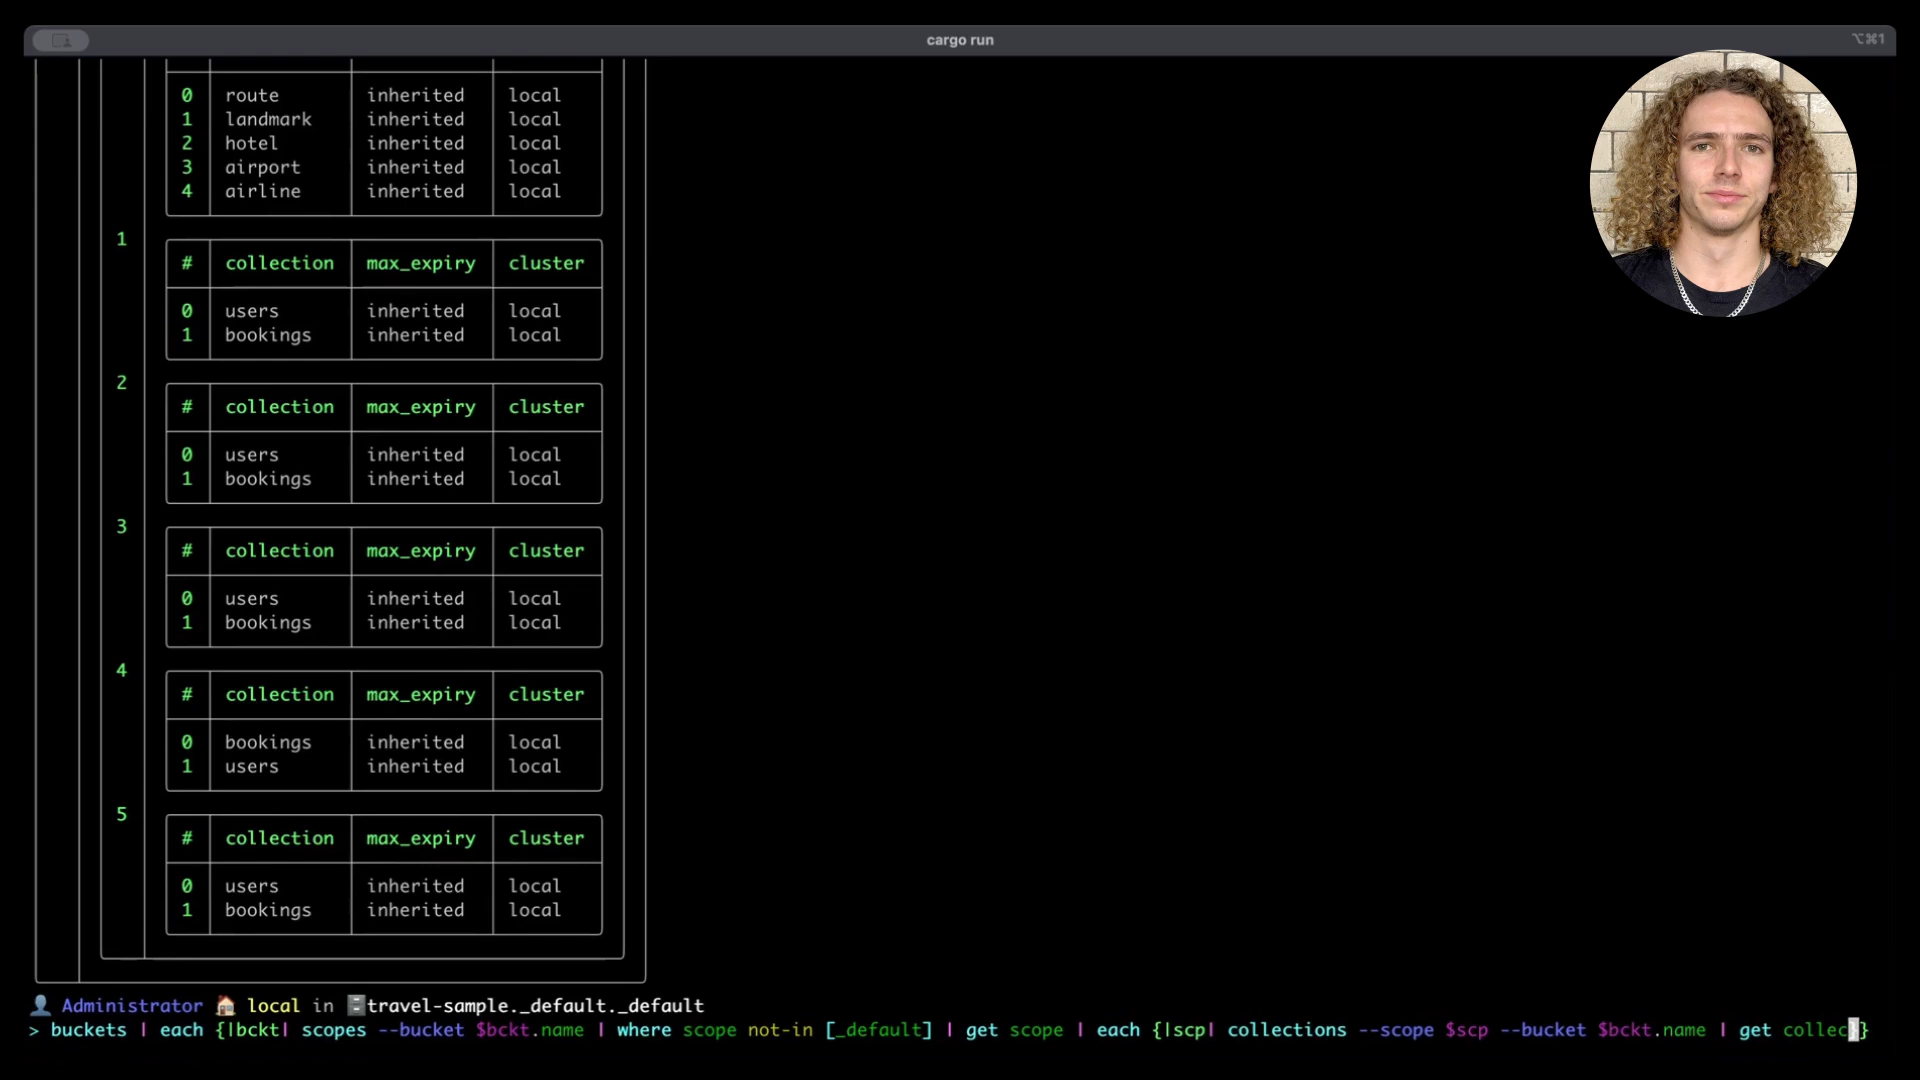 cargo run
⌥⌘1
0 route inherited local
1 landmark inherited local
2 hotel inherited local
3 airport inherited local
4 airline inherited local
1
# collection max_expiry cluster
0 users inherited local
1 bookings inherited local
2
# collection max_expiry cluster
0 users inherited local
1 bookings inherited local
3
# collection max_expiry cluster
0 users inherited local
1 bookings inherited local
4
# collection max_expiry cluster
0 bookings inherited local
1 users inherited local
5
# collection max_expiry cluster
0 users inherited local
1 bookings inherited local
Administrator local in travel-sample._default._default
> buckets | each {|bckt| scopes --bucket $bckt.name | where scope not-in [_default] | get scope | each {|scp| collections --scope $scp --bucket $bckt.name | get collec}}